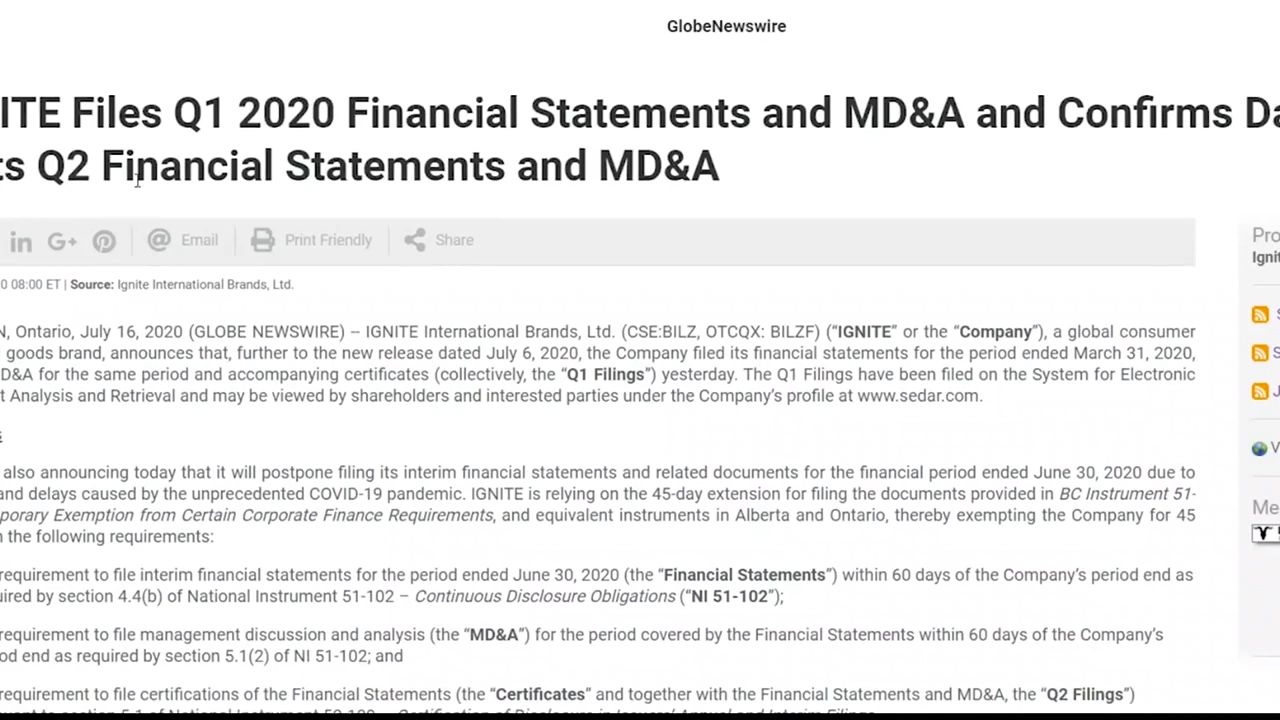 GlobeNewswire
ITE Files Q1 2020 Financial Statements and MD&A and Confirms Da
ts Q2 Financial Statements and MD&A
in G+ Email Print Friendly Share
0 08:00 ET | Source: Ignite International Brands, Ltd.
N, Ontario, July 16, 2020 (GLOBE NEWSWIRE) -- IGNITE International Brands, Ltd. (CSE:BILZ, OTCQX: BILZF) (“IGNITE” or the “Company”), a global consumer
goods brand, announces that, further to the new release dated July 6, 2020, the Company filed its financial statements for the period ended March 31, 2020,
D&A for the same period and accompanying certificates (collectively, the “Q1 Filings”) yesterday. The Q1 Filings have been filed on the System for Electronic
t Analysis and Retrieval and may be viewed by shareholders and interested parties under the Company’s profile at www.sedar.com.
also announcing today that it will postpone filing its interim financial statements and related documents for the financial period ended June 30, 2020 due to
and delays caused by the unprecedented COVID-19 pandemic. IGNITE is relying on the 45-day extension for filing the documents provided in BC Instrument 51-
porary Exemption from Certain Corporate Finance Requirements, and equivalent instruments in Alberta and Ontario, thereby exempting the Company for 45
n the following requirements:
requirement to file interim financial statements for the period ended June 30, 2020 (the “Financial Statements”) within 60 days of the Company’s period end as
uired by section 4.4(b) of National Instrument 51-102 – Continuous Disclosure Obligations (“NI 51-102”);
requirement to file management discussion and analysis (the “MD&A”) for the period covered by the Financial Statements within 60 days of the Company’s
od end as required by section 5.1(2) of NI 51-102; and
requirement to file certifications of the Financial Statements (the “Certificates” and together with the Financial Statements and MD&A, the “Q2 Filings”)
Pro
Ignit
S
S
J
V
Me